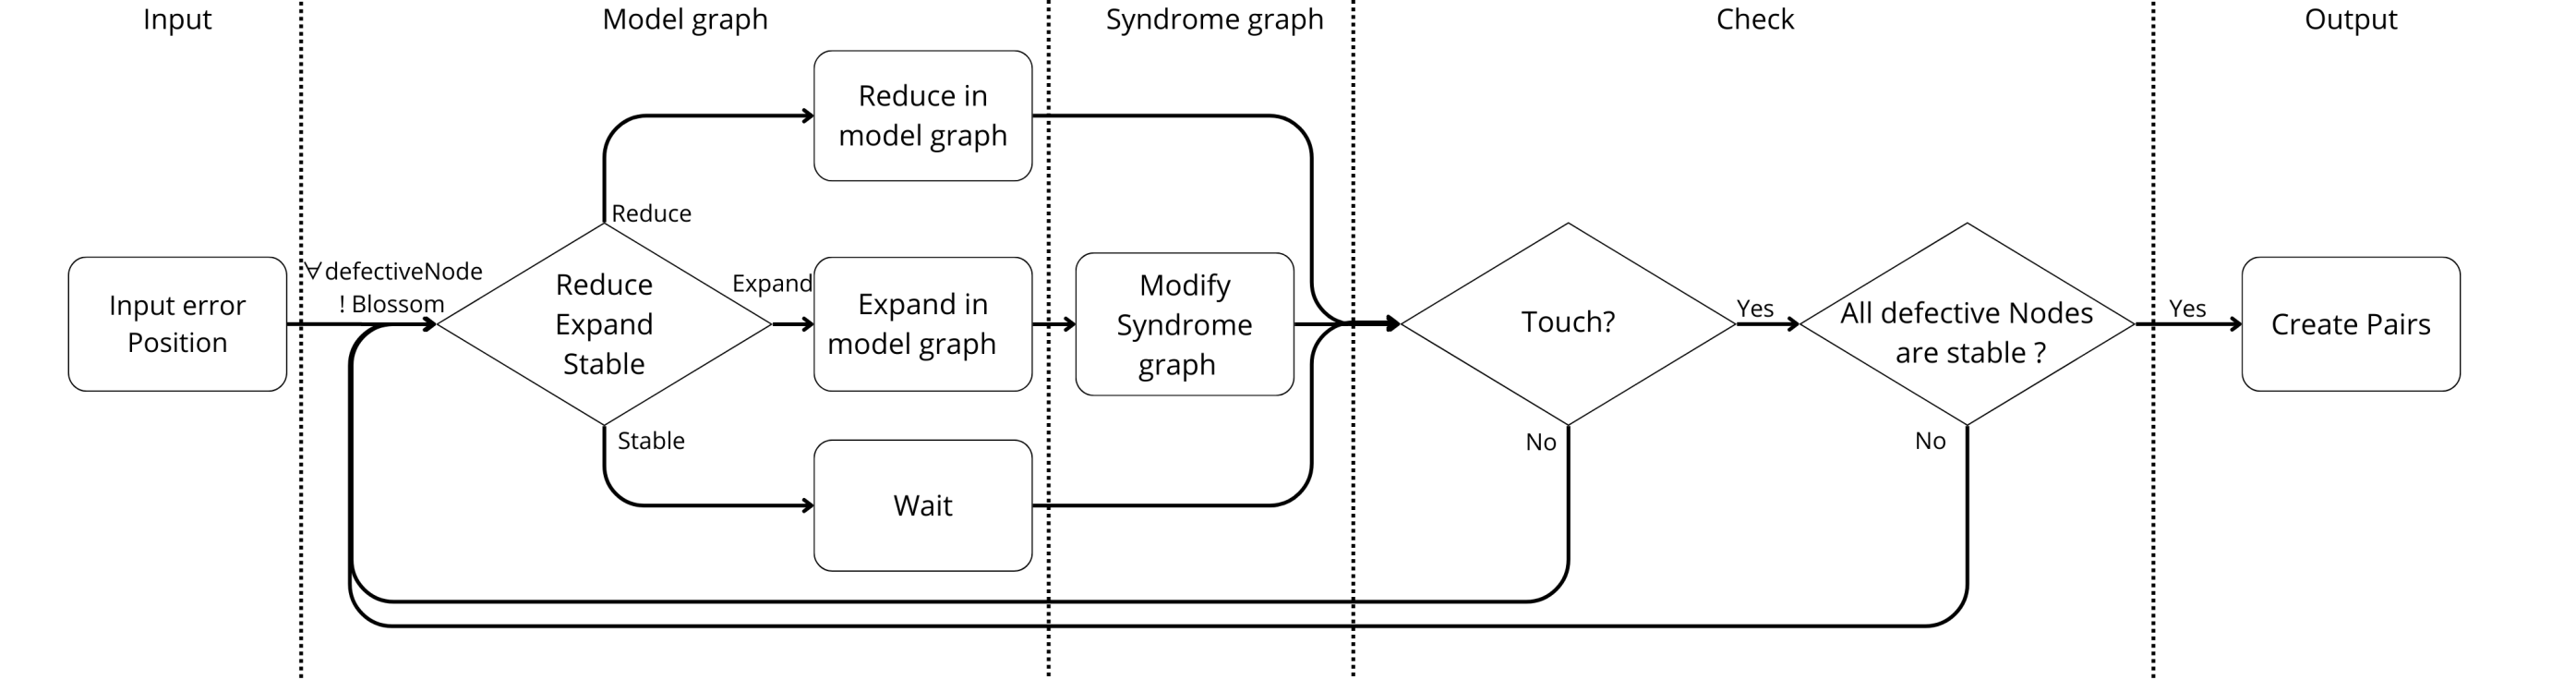 Input
Model graph
Syndrome graph
Check
Output
Reduce in
model graph
Reduce
∀ defectiveNode
! Blossom
Input error
Position
Reduce
Expand
Stable
Expand
Expand in
model graph
Modify
Syndrome
graph
Touch?
Yes
All defective Nodes
are stable ?
Yes
Create Pairs
Stable
No
No
Wait